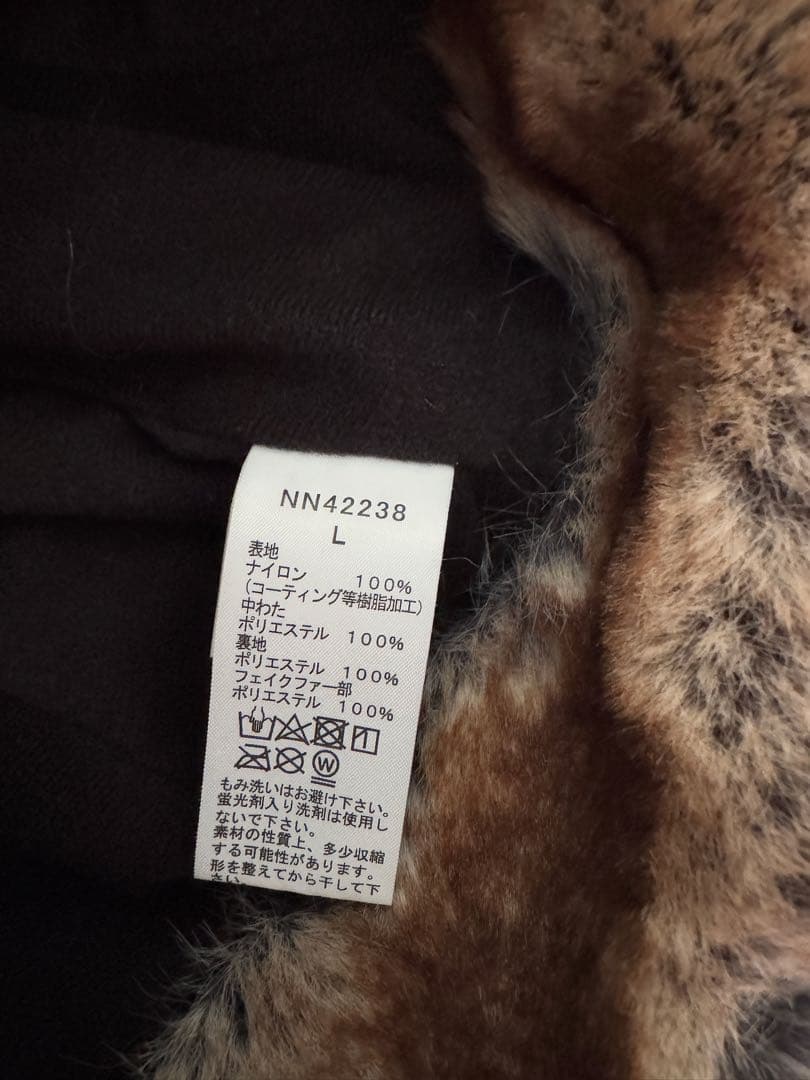 NN42238
L
表地
ナイロン 100%
(コーティング等樹脂加工)
中わた
ポリエステル 100%
裏地
ポリエステル 100%
フェイクファー部
ポリエステル 100%
W
もみ洗いはお避け下さい。
蛍光剤入り洗剤は使用し
ないで下さい。
素材の性質上、多少収縮
する可能性があります。
形を整えてから干して下
さい。